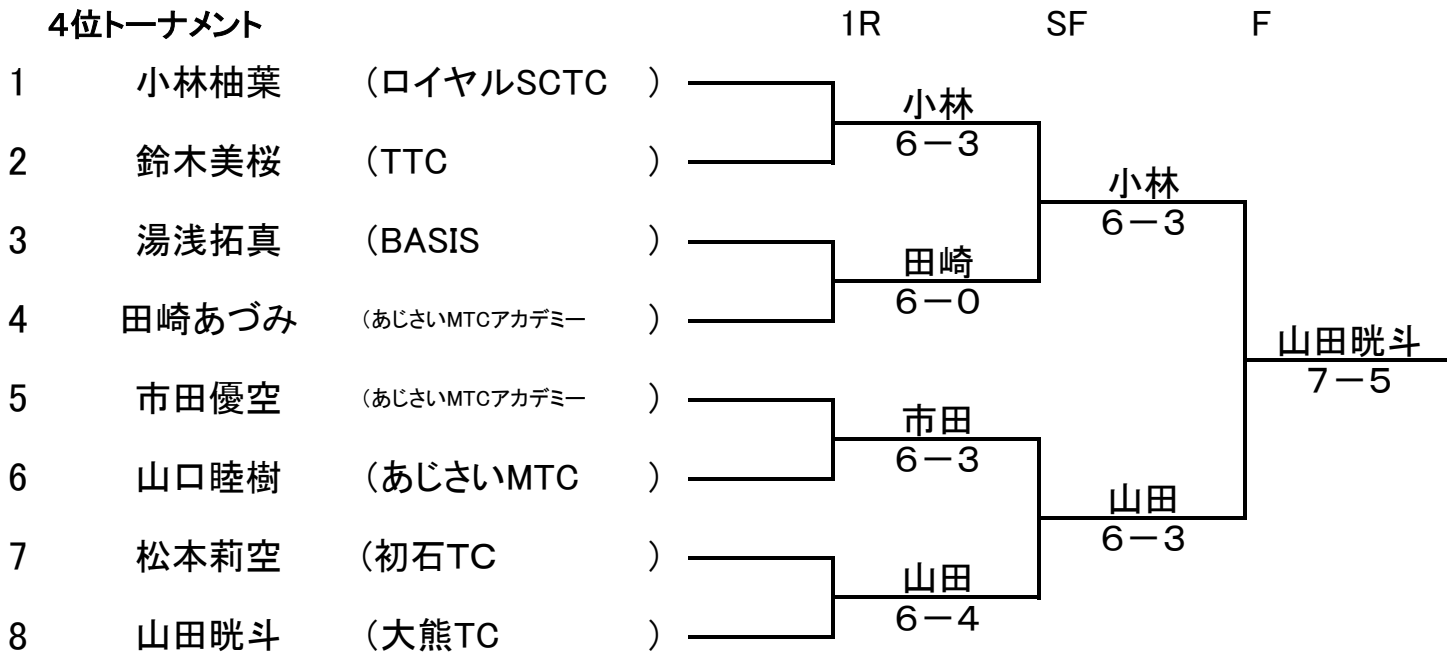 ４位トーナメント 1R SF F
1 小林柚葉 (ロイヤルSCTC )
小林
6－3
2 鈴木美桜 (TTC )
小林
6－3
3 湯浅拓真 (BASIS )
田崎
6－0
4 田崎あづみ (あじさいMTCアカデミー )
山田晄斗
7－5
5 市田優空 (あじさいMTCアカデミー )
市田
6－3
6 山口睦樹 (あじさいMTC )
山田
6－3
7 松本莉空 (初石TC )
山田
6－4
8 山田晄斗 (大熊TC )